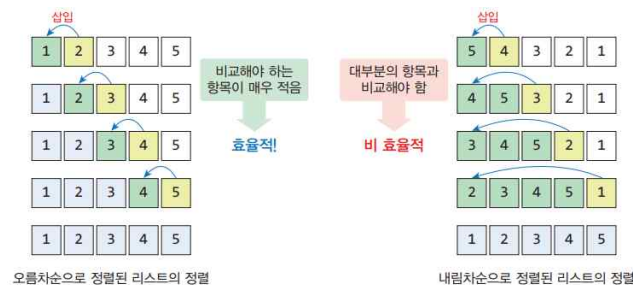 삽입
1 2 3 4 5
1 2 3 4 5
1 2 3 4 5
1 2 3 4 5
1 2 3 4 5
오름차순으로 정렬된 리스트의 정렬
비교해야 하는
항목이 매우 적음
효율적!
대부분의 항목과
비교해야 함
비 효율적
삽입
5 4 3 2 1
4 5 3 2 1
3 4 5 2 1
2 3 4 5 1
1 2 3 4 5
내림차순으로 정렬된 리스트의 정렬